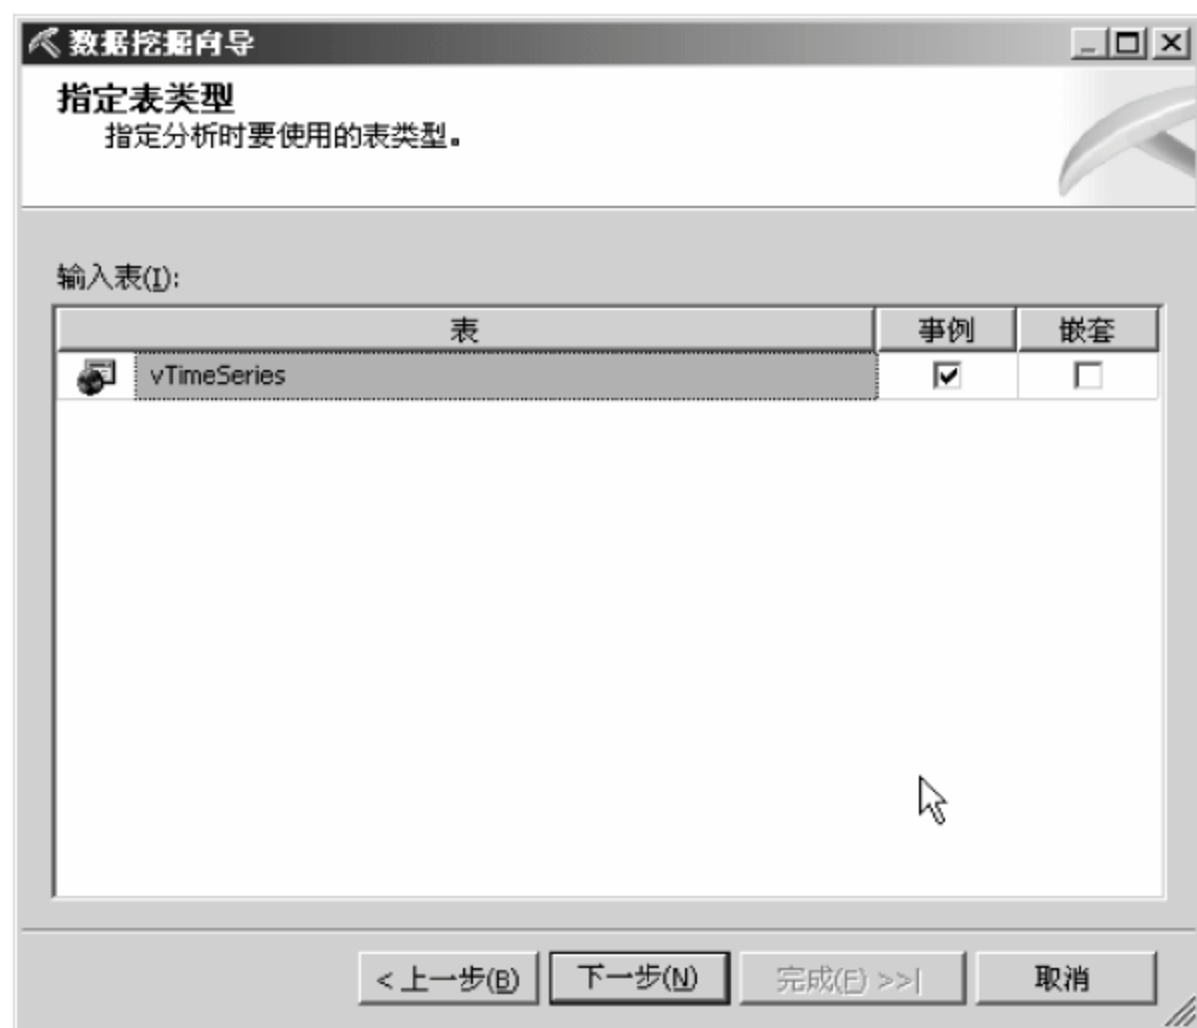 数据挖掘向导
指定表类型
指定分析时要使用的表类型。
输入表(I):
表 事例 嵌套
vTimeSeries
< 上一步(B) 下一步(N) 完成(F) >>| 取消